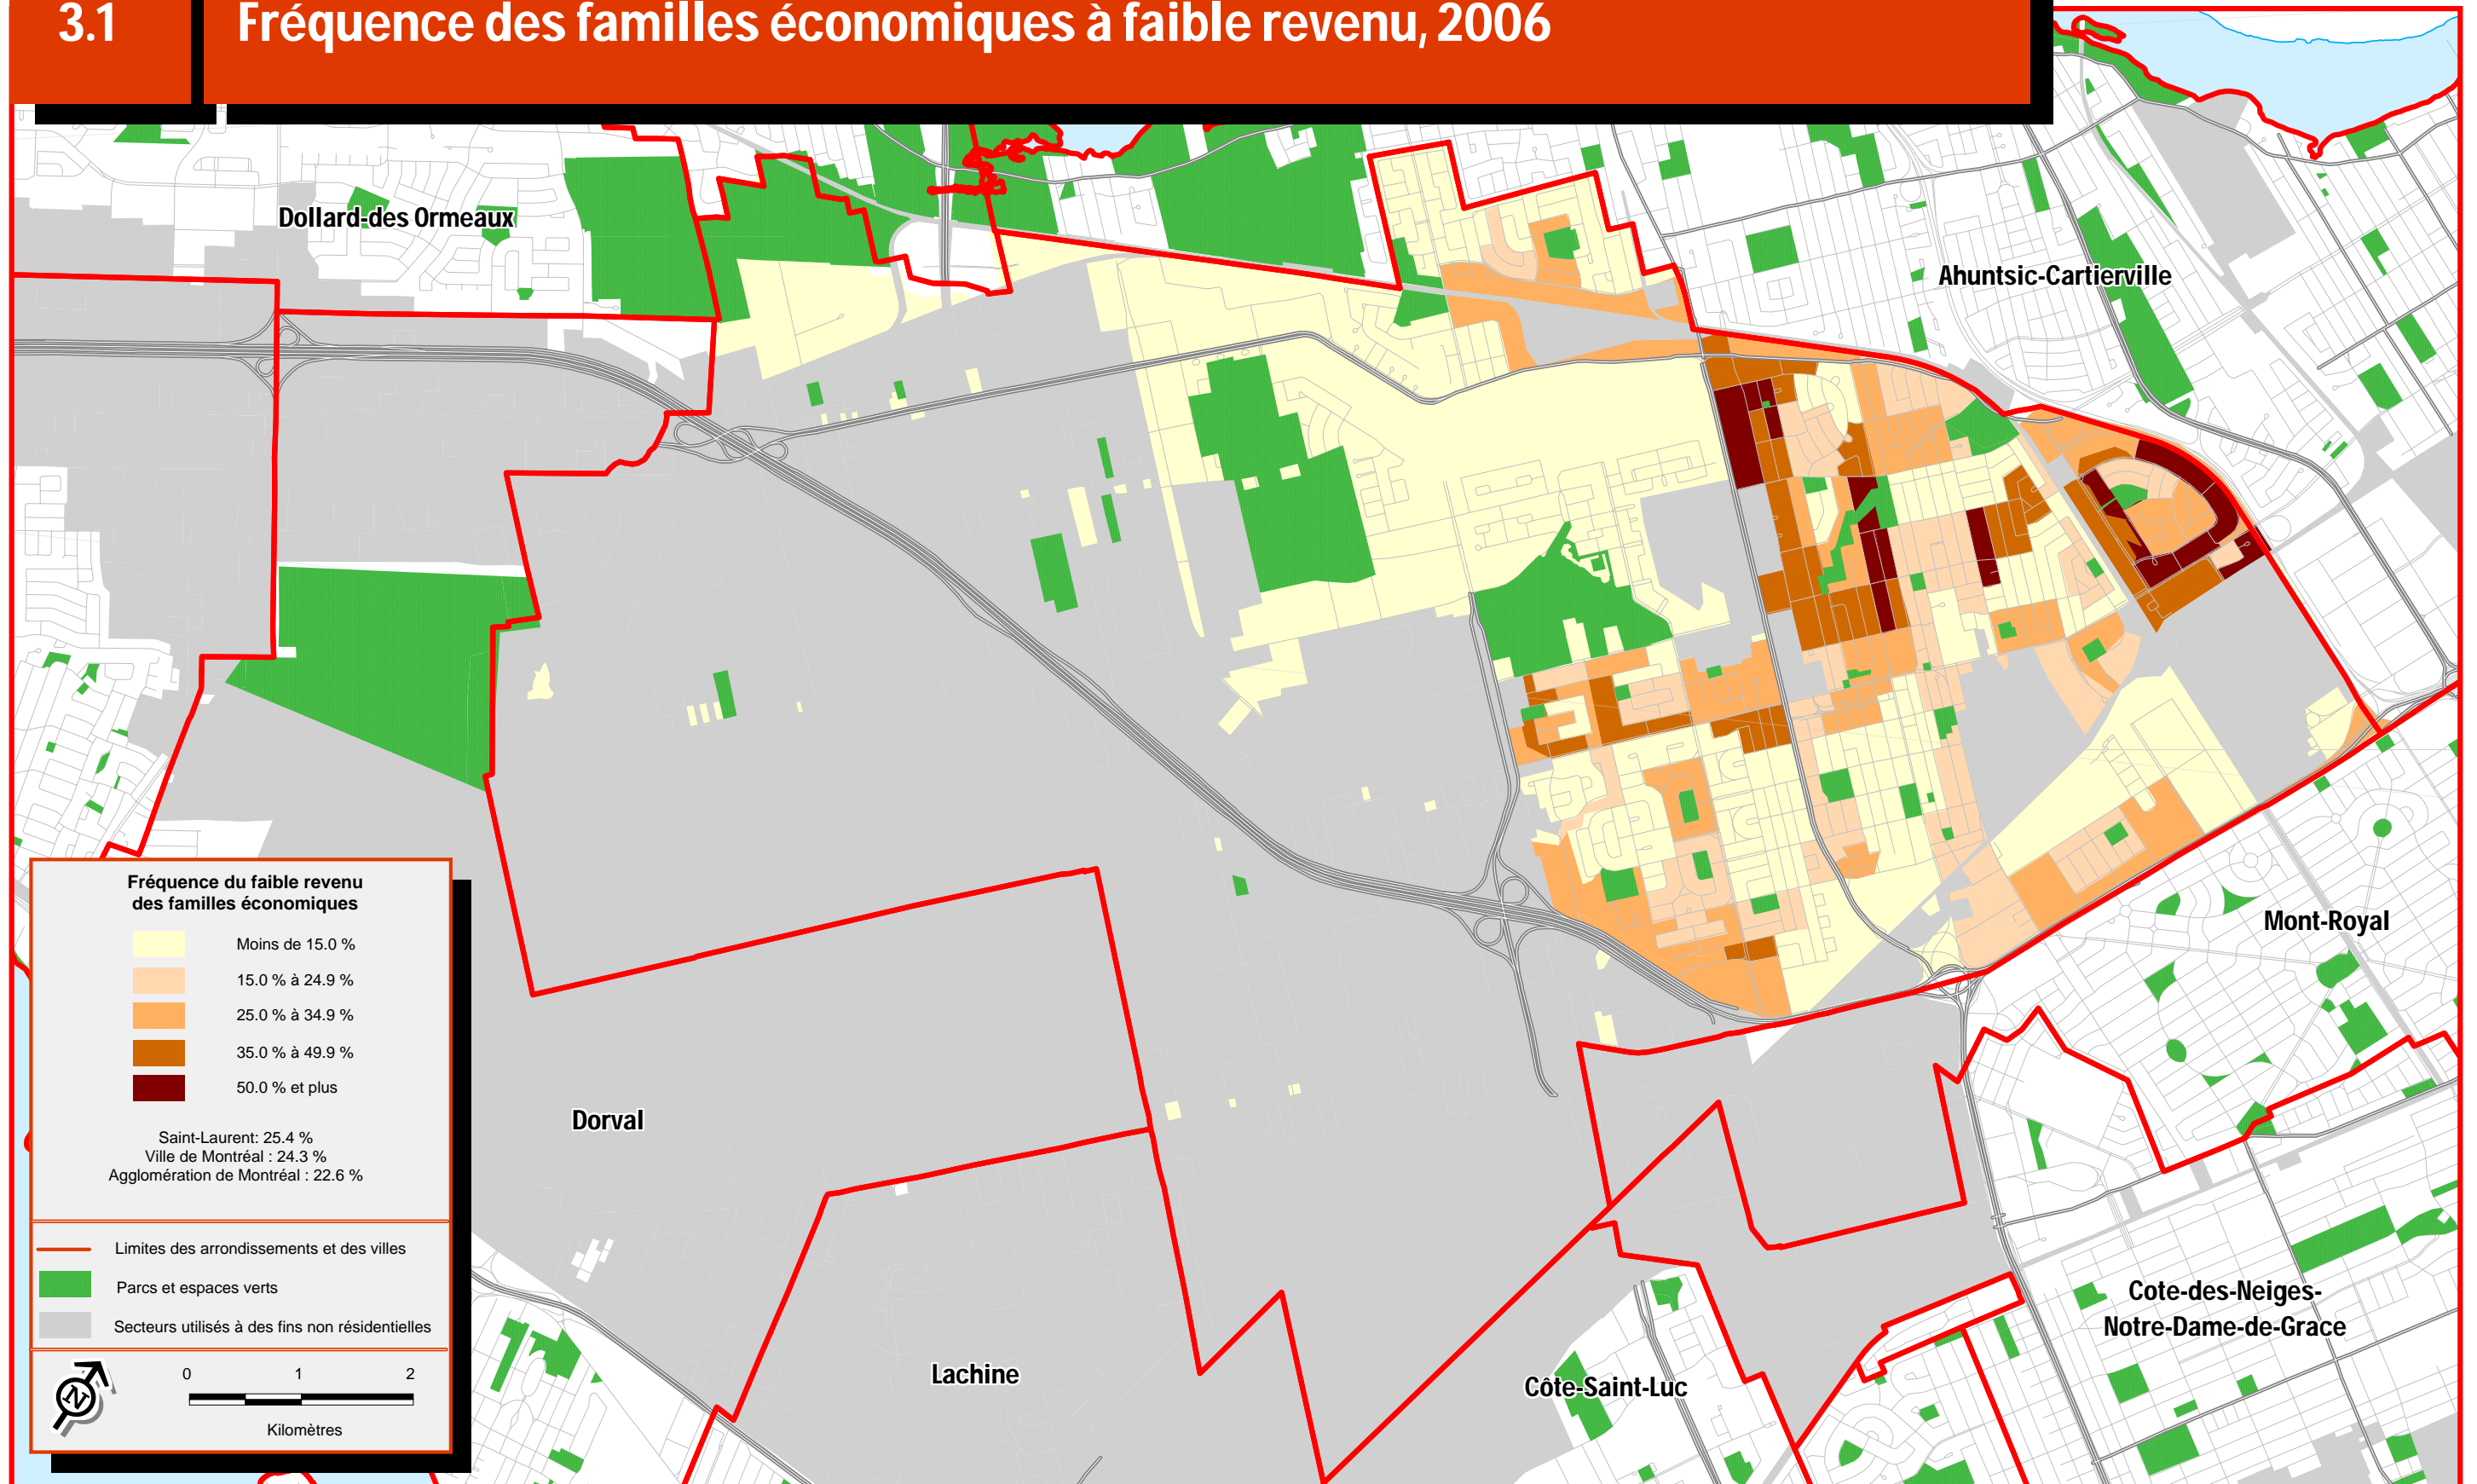 3.1
Fréquence des familles économiques à faible revenu, 2006
Dollard-des Ormeaux
Ahuntsic-Cartierville
Mont-Royal
Dorval
Lachine
Côte-Saint-Luc
Cote-des-Neiges-
Notre-Dame-de-Grace
Fréquence du faible revenu
des familles économiques
Moins de 15.0 %
15.0 % à 24.9 %
25.0 % à 34.9 %
35.0 % à 49.9 %
50.0 % et plus
Saint-Laurent: 25.4 %
Ville de Montréal : 24.3 %
Agglomération de Montréal : 22.6 %
Limites des arrondissements et des villes
Parcs et espaces verts
Secteurs utilisés à des fins non résidentielles
N
0 1 2
Kilomètres